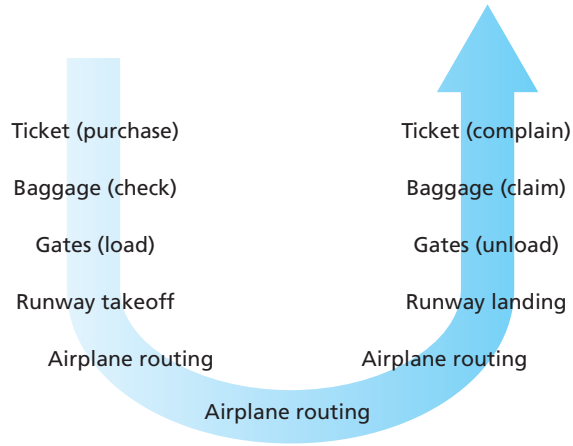 Ticket (purchase)
Baggage (check)
Gates (load)
Runway takeoff
Airplane routing
Airplane routing
Airplane routing
Runway landing
Gates (unload)
Baggage (claim)
Ticket (complain)